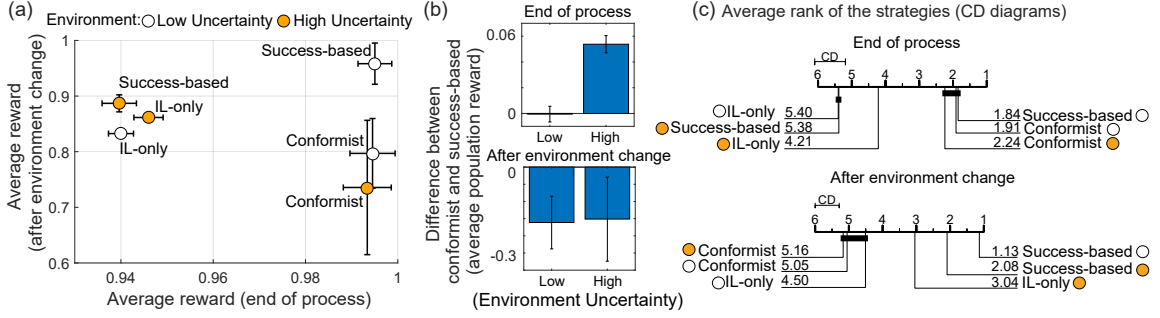 (a)
Environment: Low Uncertainty High Uncertainty
Average reward
(after environment change)
1
0.9
0.8
0.7
0.6
Success-based
Success-based
IL-only
IL-only
Conformist
Conformist
0.94
0.96
0.98
1
Average reward (end of process)
(b)
End of process
Difference between
conformist and success-based
(average population reward)
0.06
0
Low
High
After environment change
0
-0.3
Low
High
(Environment Uncertainty)
(c)
Average rank of the strategies (CD diagrams)
End of process
CD
6 5 4 3 2 1
IL-only 5.40
Success-based 5.38
IL-only 4.21
1.84 Success-based
1.91 Conformist
2.24 Conformist
After environment change
CD
6 5 4 3 2 1
Conformist 5.16
Conformist 5.05
IL-only 4.50
1.13 Success-based
2.08 Success-based
3.04 IL-only